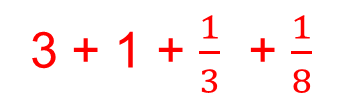 3 + 1 + 1/3 + 1/8